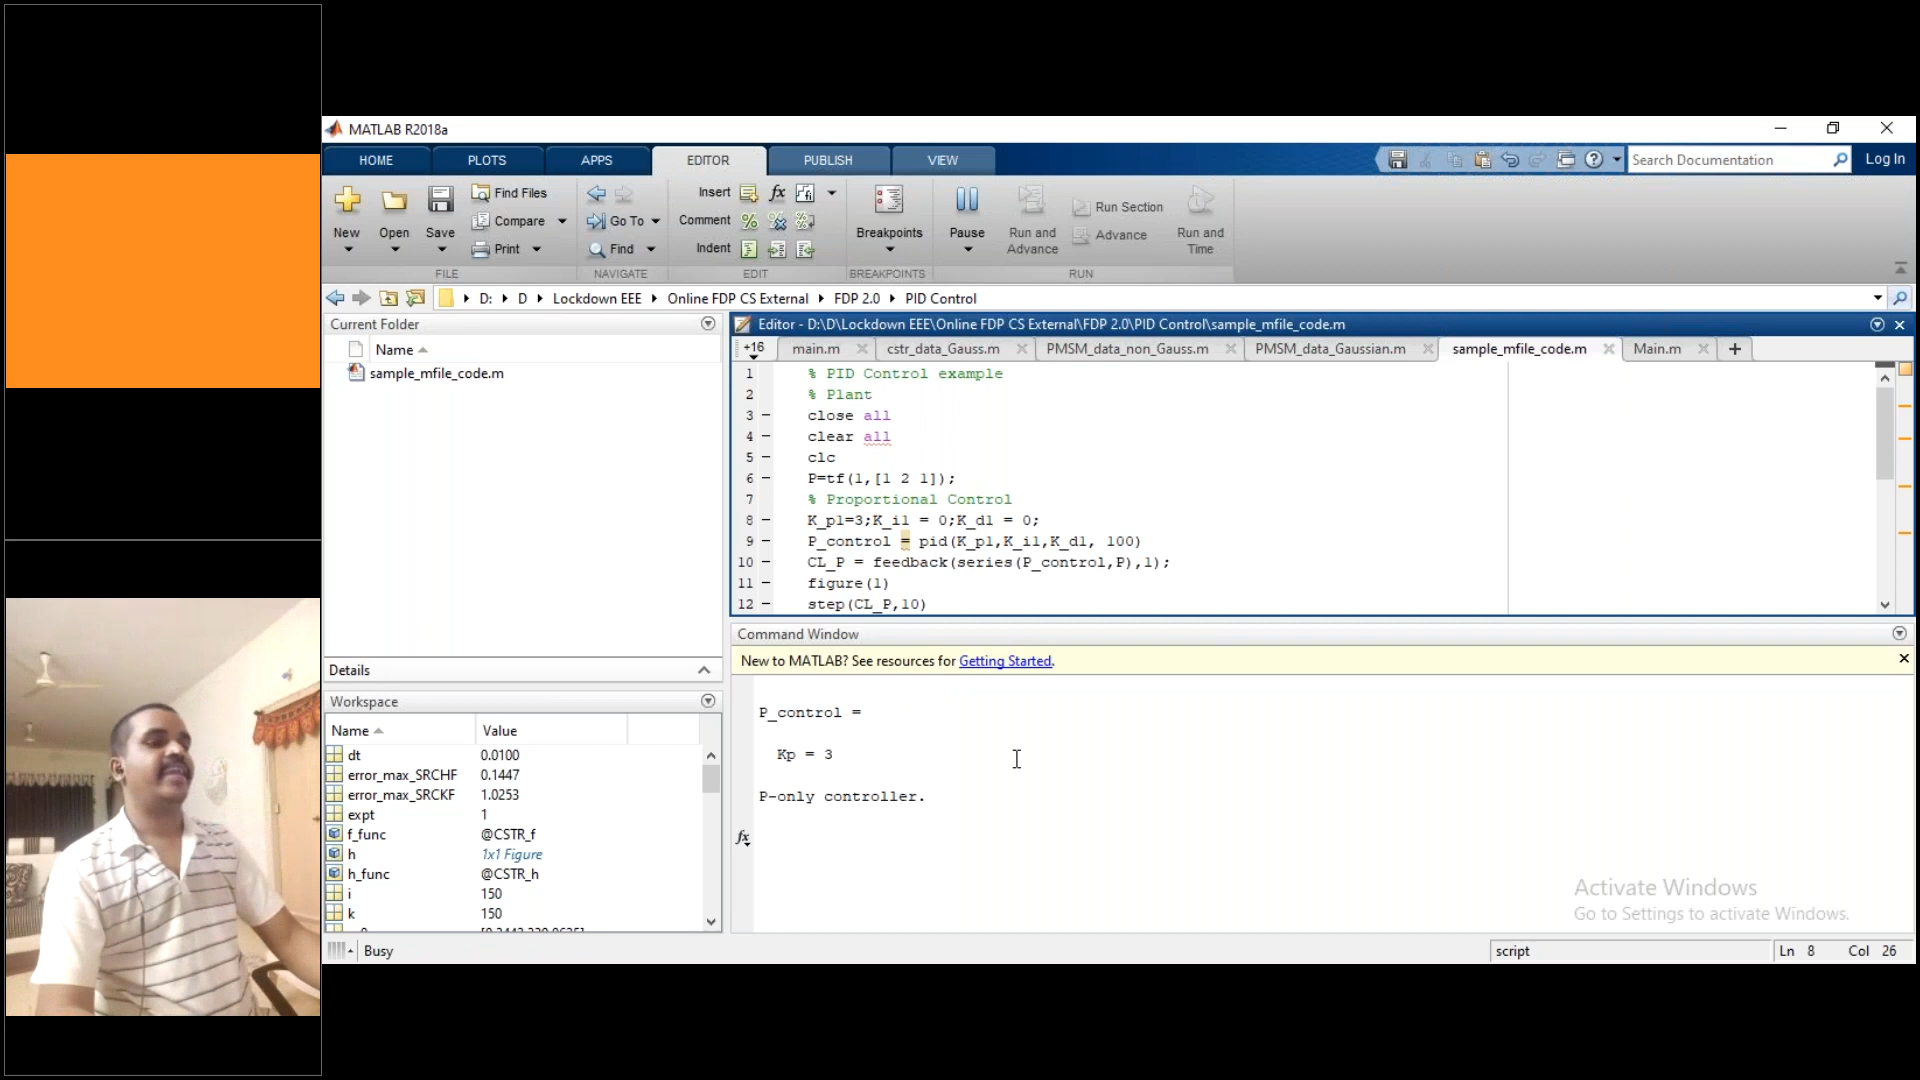 MATLAB R2018a
HOME PLOTS APPS EDITOR PUBLISH VIEW
Search Documentation Log In
New Open Save Find Files Compare Print
Go To Find
Insert Comment Indent
Breakpoints Pause Run and Advance Run Section Advance Run and Time
FILE NAVIGATE EDIT BREAKPOINTS RUN
D: D Lockdown EEE Online FDP CS External FDP 2.0 PID Control
Current Folder
Name
sample_mfile_code.m
Details
Workspace
Name Value
dt 0.0100
error_max_SRCHF 0.1447
error_max_SRCKF 1.0253
expt 1
f_func @CSTR_f
h 1x1 Figure
h_func @CSTR_h
i 150
k 150
Editor - D:\D\Lockdown EEE\Online FDP CS External\FDP 2.0\PID Control\sample_mfile_code.m
+16 main.m cstr_data_Gauss.m PMSM_data_non_Gauss.m PMSM_data_Gaussian.m sample_mfile_code.m Main.m +
1 % PID Control example
2 % Plant
3 – close all
4 – clear all
5 – clc
6 – P=tf(1,[1 2 1]);
7 % Proportional Control
8 – K_p1=3;K_i1 = 0;K_d1 = 0;
9 – P_control = pid(K_p1,K_i1,K_d1, 100)
10 – CL_P = feedback(series(P_control,P),1);
11 – figure(1)
12 – step(CL_P,10)
Command Window
New to MATLAB? See resources for Getting Started.
P_control =
Kp = 3
P-only controller.
fx
Activate Windows
Go to Settings to activate Windows.
Busy script Ln 8 Col 26